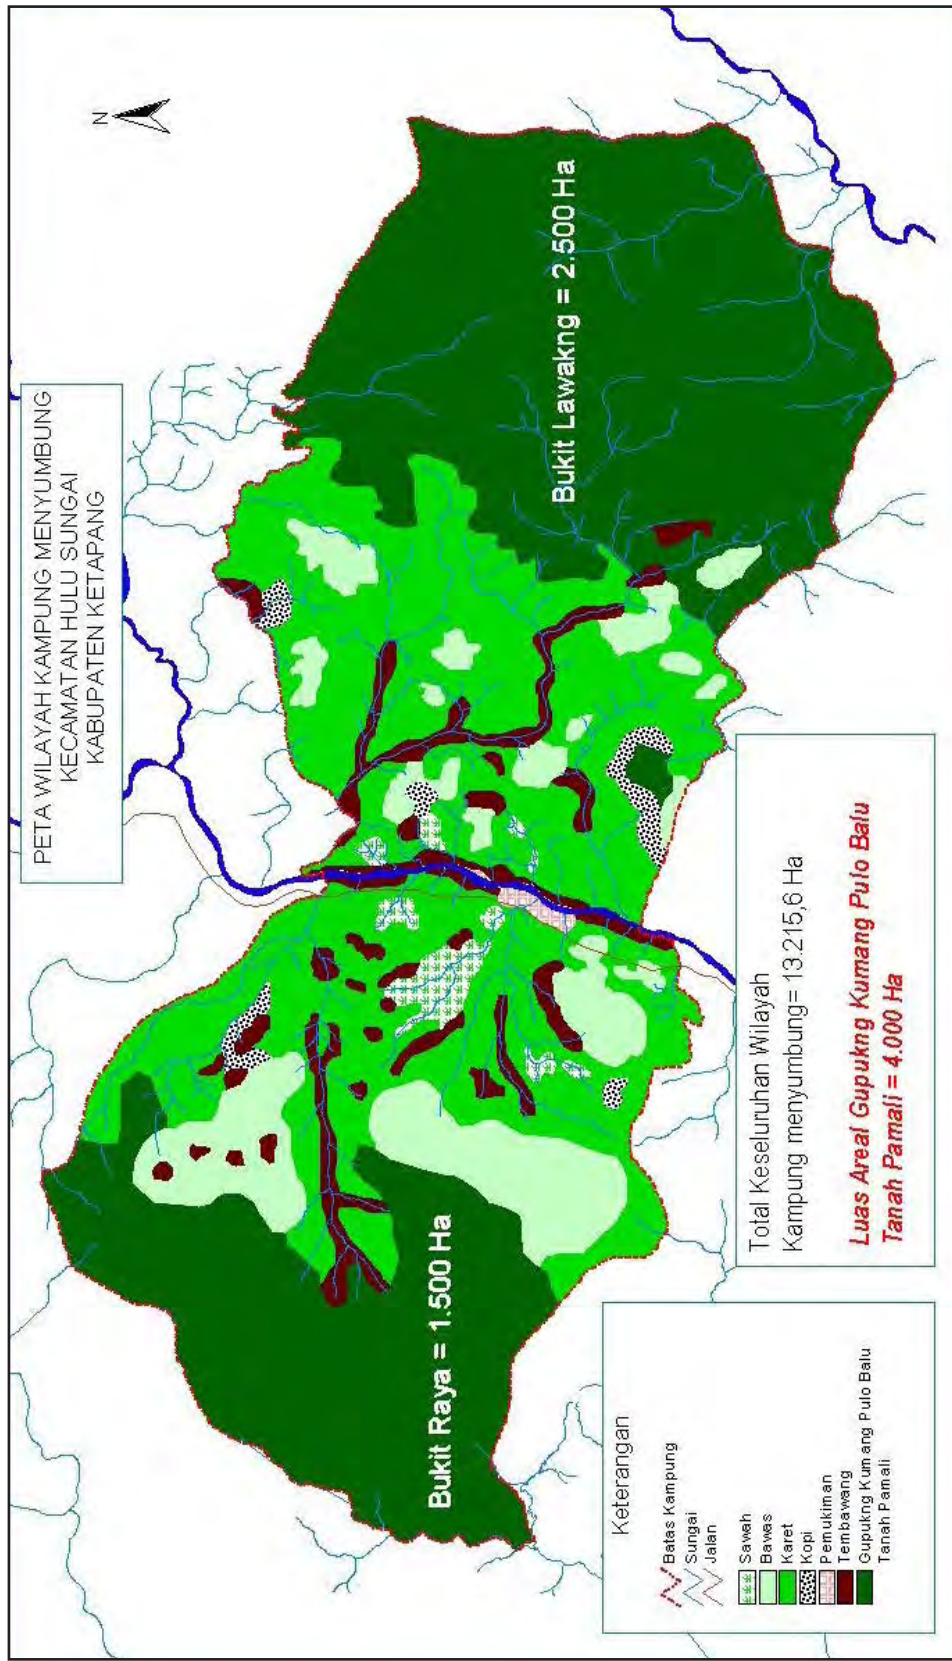 PETA WILAYAH KAMPUNG MENYUMBUNG
KECAMATAN HULU SUNGAI
KABUPATEN KETAPANG
N
Bukit Raya = 1.500 Ha
Bukit Lawakng = 2.500 Ha
Keterangan
Batas Kampung
Sungai
Jalan
Sawah
Bawas
Karet
Kopi
Pemukiman
Tembawang
Gupukng Kumang Pulo Balu
Tanah Pamali
Total Keseluruhan Wilayah
Kampung menyumbung= 13.215,6 Ha
Luas Areal Gupukng Kumang Pulo Balu
Tanah Pamali = 4.000 Ha